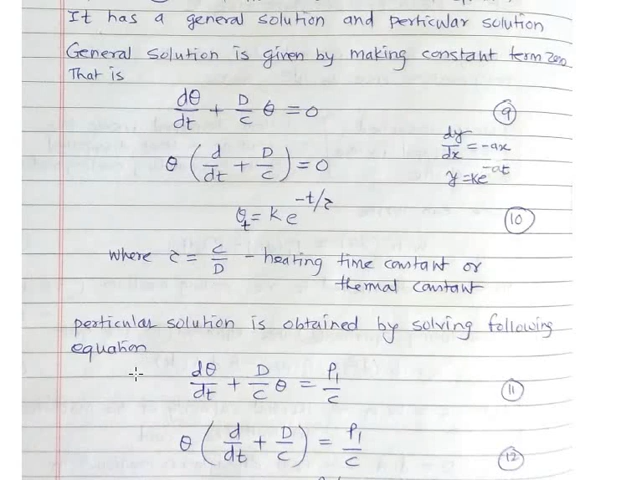 It has a general solution and perticular solution
General solution is given by making constant term zero
That is
dθ/dt + D/c θ = 0 (9)
θ (d/dt + D/c) = 0
dy/dx = -ax
y = ke^-at
θt = k e^-t/τ (10)
where τ = c/D - heating time constant or
thermal constant
perticular solution is obtained by solving following
equation
dθ/dt + D/c θ = P1/c (11)
θ (d/dt + D/c) = P1/c (12)